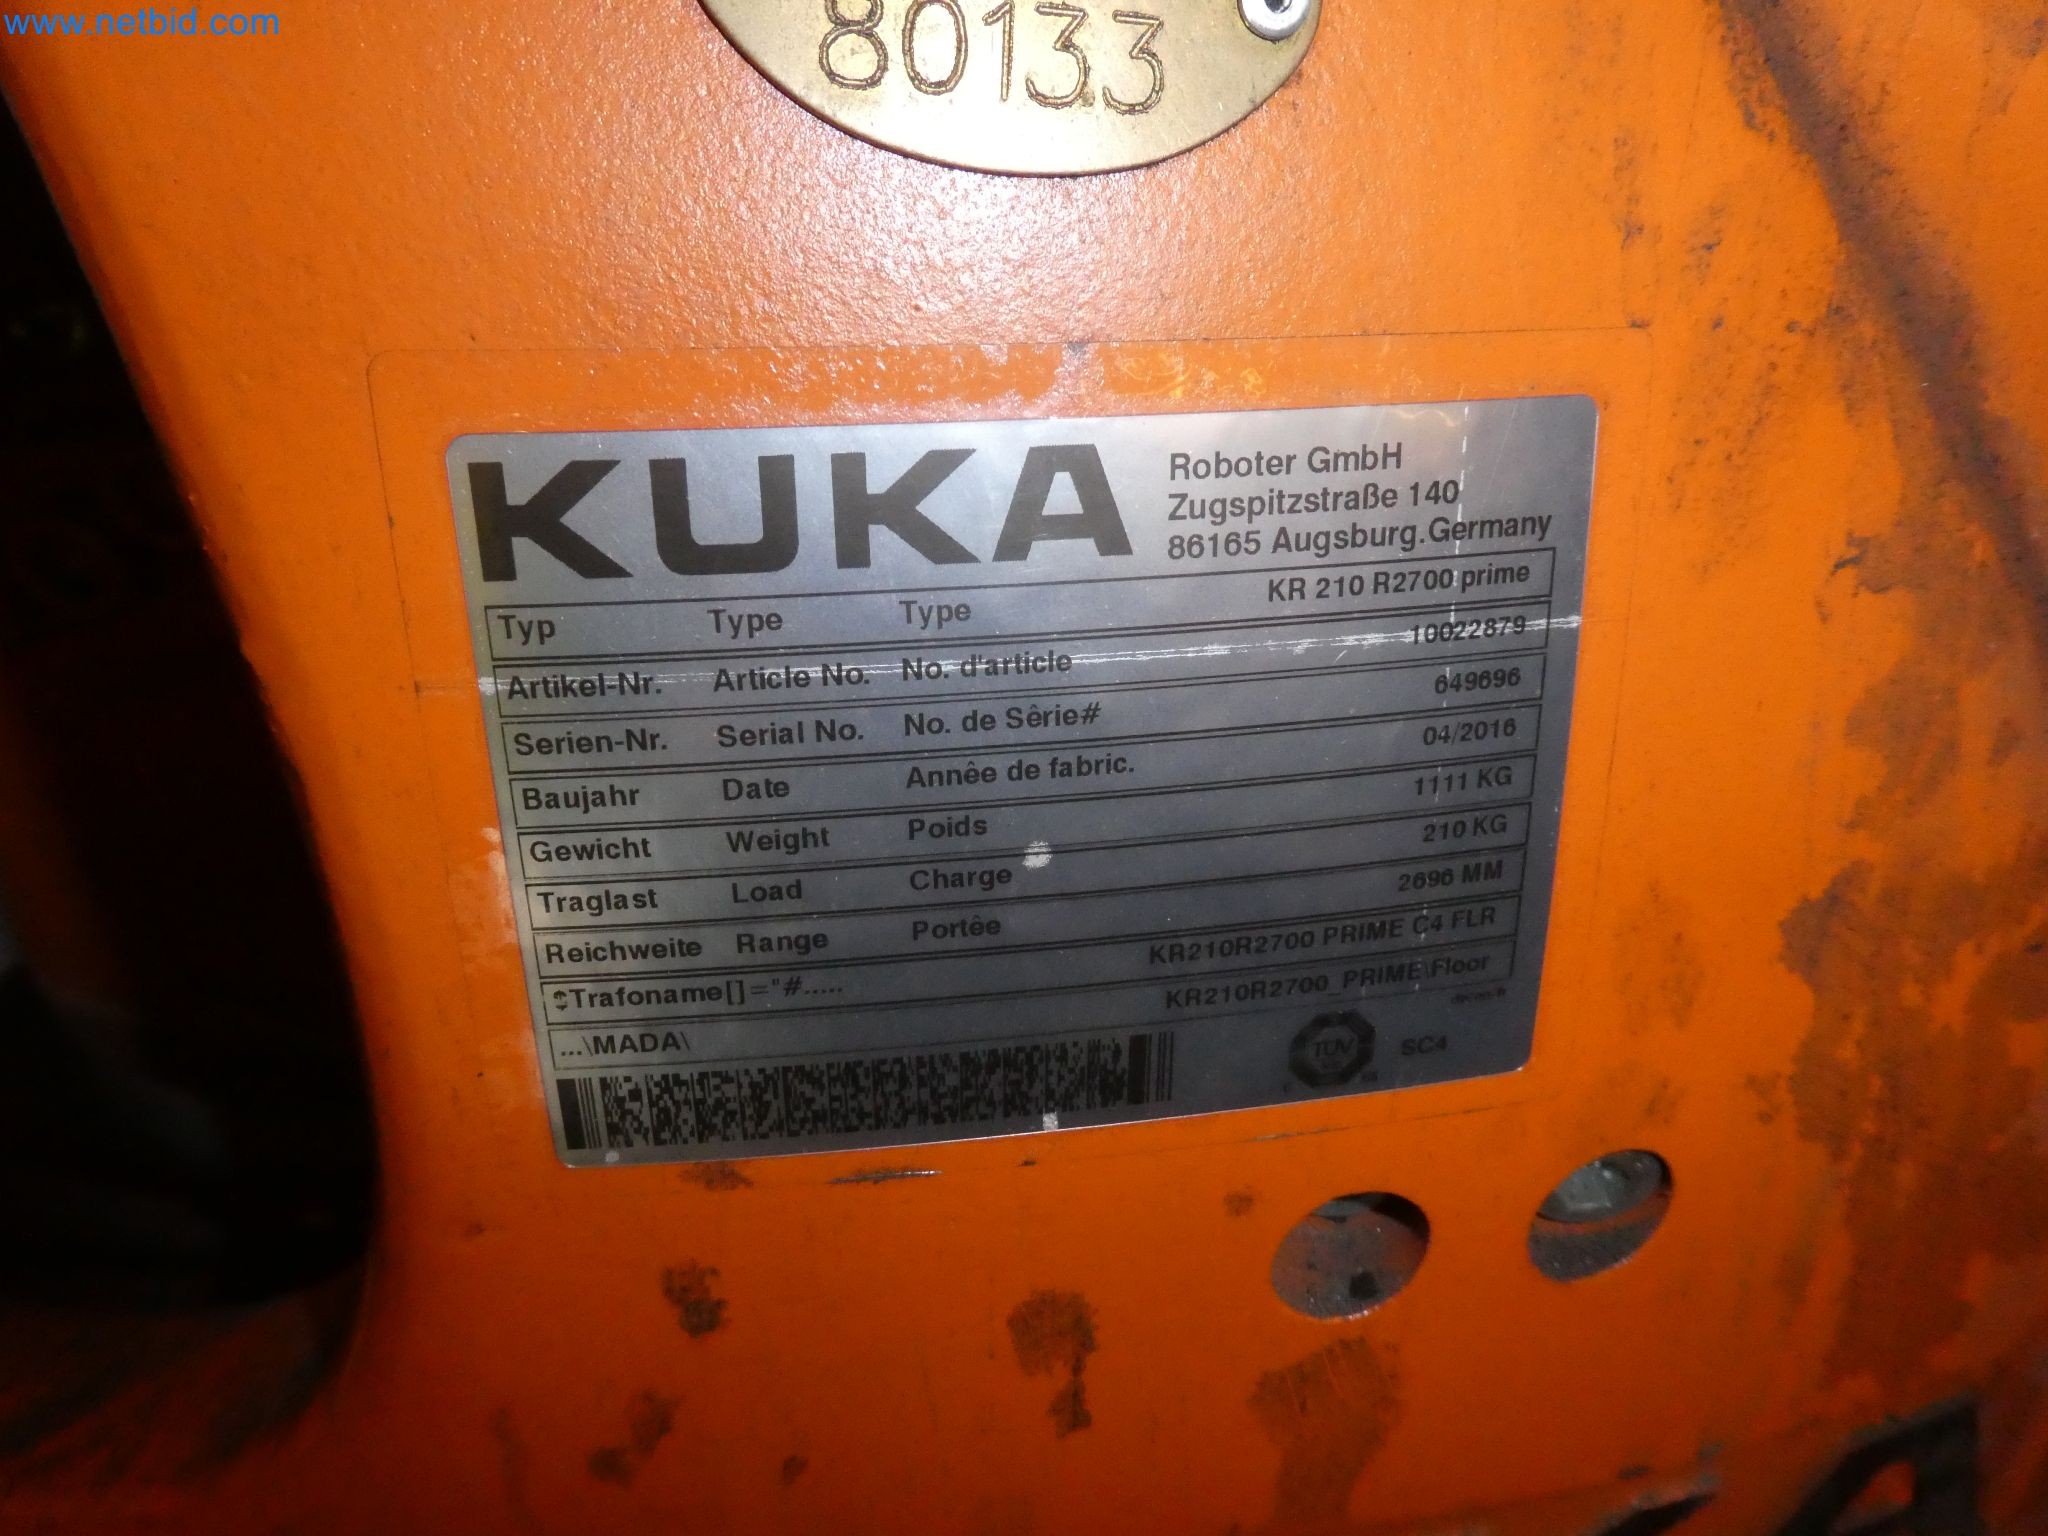 www.netbid.com
80133
KUKA
Roboter GmbH
Zugspitzstraße 140
86165 Augsburg.Germany
Typ Type Type KR 210 R2700 prime
Artikel-Nr. Article No. No. d'article 10022879
Serien-Nr. Serial No. No. de Sêrie# 649696
Baujahr Date Annêe de fabric. 04/2016
Gewicht Weight Poids 1111 KG
Traglast Load Charge 210 KG
Reichweite Range Portêe 2696 MM
Trafoname[]="#..... KR210R2700 PRIME C4 FLR
...\MADA\ KR210R2700_PRIME\Floor
TÜV SC4